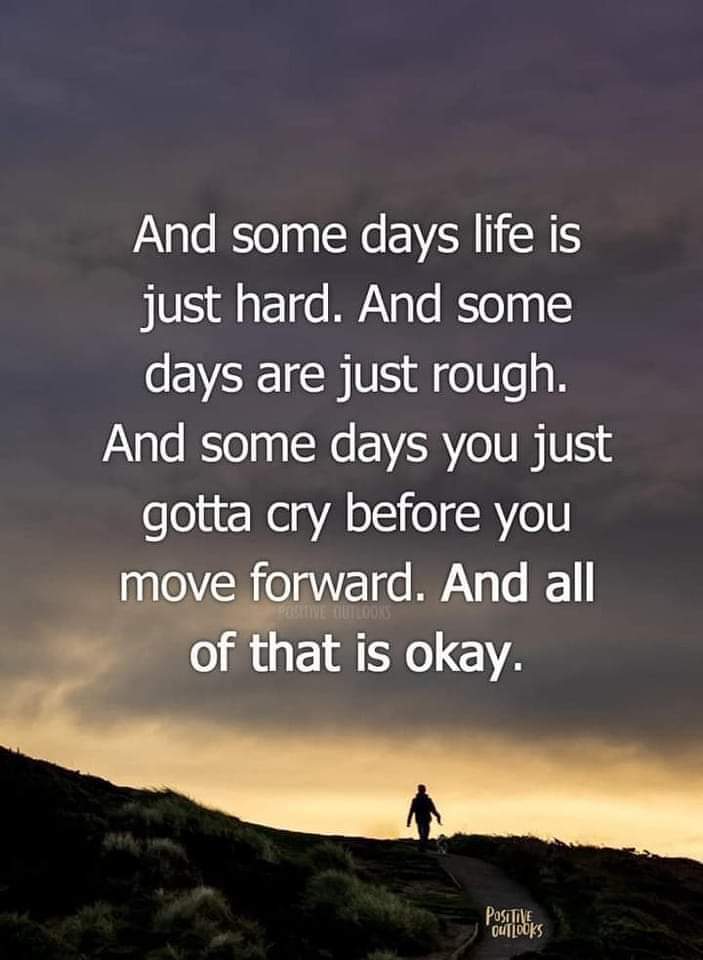 And some days life is
just hard. And some
days are just rough.
And some days you just
gotta cry before you
move forward. And all
POSITIVE OUTLOOKS
of that is okay.
POSITIVE
OUTLOOKS